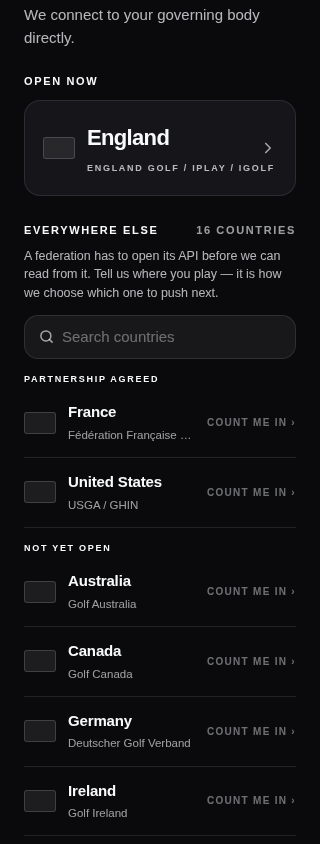 We connect to your governing body
directly.
OPEN NOW
England
ENGLAND GOLF / IPLAY / IGOLF
EVERYWHERE ELSE 16 COUNTRIES
A federation has to open its API before we can
read from it. Tell us where you play — it is how
we choose which one to push next.
Search countries
PARTNERSHIP AGREED
France
Fédération Française …
COUNT ME IN ›
United States
USGA / GHIN
COUNT ME IN ›
NOT YET OPEN
Australia
Golf Australia
COUNT ME IN ›
Canada
Golf Canada
COUNT ME IN ›
Germany
Deutscher Golf Verband
COUNT ME IN ›
Ireland
Golf Ireland
COUNT ME IN ›